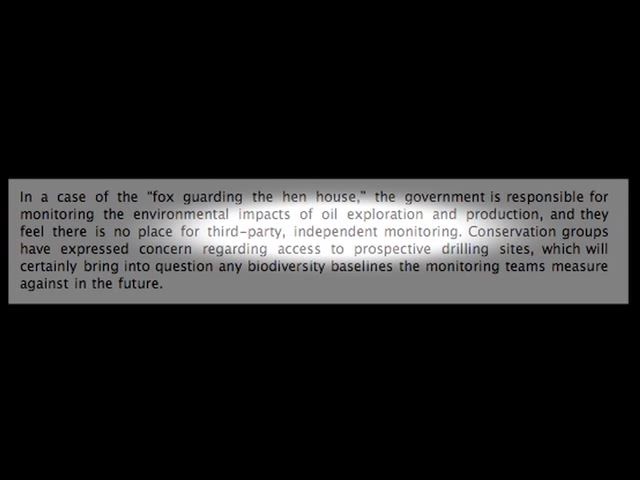 In a case of the “fox guarding the hen house,” the government is responsible for
monitoring the environmental impacts of oil exploration and production, and they
feel there is no place for third-party, independent monitoring. Conservation groups
have expressed concern regarding access to prospective drilling sites, which will
certainly bring into question any biodiversity baselines the monitoring teams measure
against in the future.